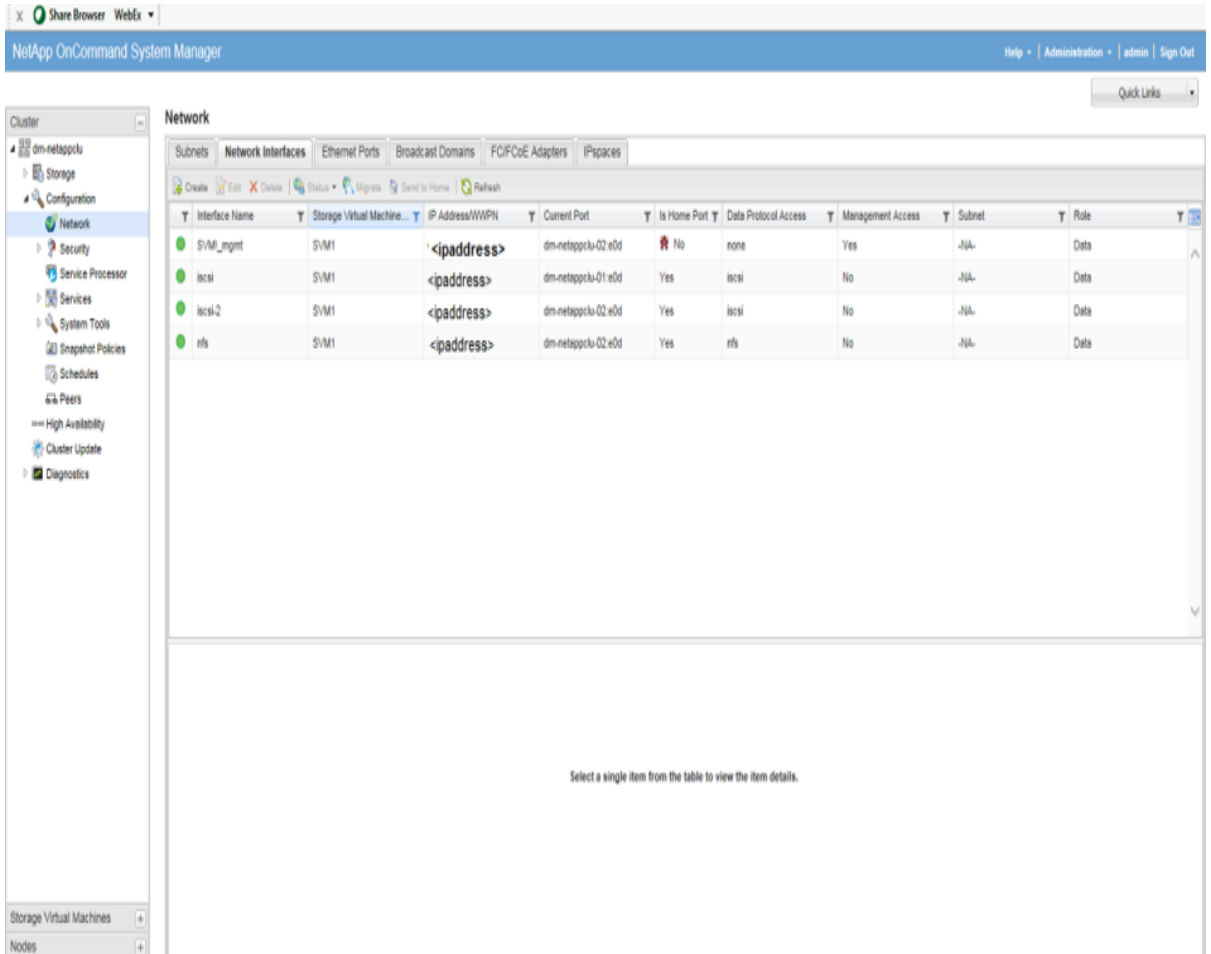 X Share Browser WebEx
NetApp OnCommand System Manager
Help | Administration | admin | Sign Out
Quick Links
Cluster
dm-netappclu
Storage
Configuration
Network
Security
Service Processor
Services
System Tools
Snapshot Policies
Schedules
Peers
High Availability
Cluster Update
Diagnostics
Storage Virtual Machines
Nodes
Network
Subnets Network Interfaces Ethernet Ports Broadcast Domains FC/FCoE Adapters IPspaces
Create Edit X Delete | Status Migrate Send to Home | Refresh
Interface Name Storage Virtual Machine... IP Address/WWPN Current Port Is Home Port Data Protocol Access Management Access Subnet Role
SVM!_mgmt SVM1 <ipaddress> dm-netappclu-02:e0d No none Yes -NA- Data
iscsi SVM1 <ipaddress> dm-netappclu-01:e0d Yes iscsi No -NA- Data
iscsi-2 SVM1 <ipaddress> dm-netappclu-02:e0d Yes iscsi No -NA- Data
nfs SVM1 <ipaddress> dm-netappclu-02:e0d Yes nfs No -NA- Data
Select a single item from the table to view the item details.